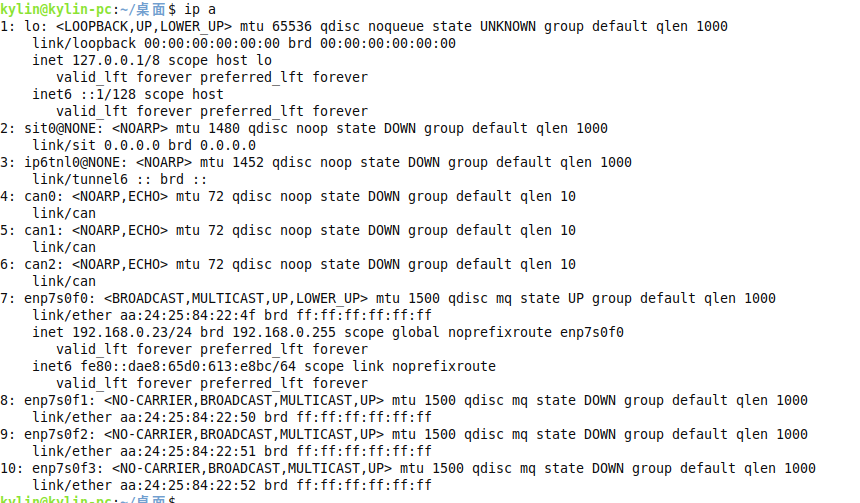 kylin@kylin-pc:~/桌面$ ip a
1: lo: <LOOPBACK,UP,LOWER_UP> mtu 65536 qdisc noqueue state UNKNOWN group default qlen 1000
    link/loopback 00:00:00:00:00:00 brd 00:00:00:00:00:00
    inet 127.0.0.1/8 scope host lo
       valid_lft forever preferred_lft forever
    inet6 ::1/128 scope host
       valid_lft forever preferred_lft forever
2: sit0@NONE: <NOARP> mtu 1480 qdisc noop state DOWN group default qlen 1000
    link/sit 0.0.0.0 brd 0.0.0.0
3: ip6tnl0@NONE: <NOARP> mtu 1452 qdisc noop state DOWN group default qlen 1000
    link/tunnel6 :: brd ::
4: can0: <NOARP,ECHO> mtu 72 qdisc noop state DOWN group default qlen 10
    link/can
5: can1: <NOARP,ECHO> mtu 72 qdisc noop state DOWN group default qlen 10
    link/can
6: can2: <NOARP,ECHO> mtu 72 qdisc noop state DOWN group default qlen 10
    link/can
7: enp7s0f0: <BROADCAST,MULTICAST,UP,LOWER_UP> mtu 1500 qdisc mq state UP group default qlen 1000
    link/ether aa:24:25:84:22:4f brd ff:ff:ff:ff:ff:ff
    inet 192.168.0.23/24 brd 192.168.0.255 scope global noprefixroute enp7s0f0
       valid_lft forever preferred_lft forever
    inet6 fe80::dae8:65d0:613:e8bc/64 scope link noprefixroute
       valid_lft forever preferred_lft forever
8: enp7s0f1: <NO-CARRIER,BROADCAST,MULTICAST,UP> mtu 1500 qdisc mq state DOWN group default qlen 1000
    link/ether aa:24:25:84:22:50 brd ff:ff:ff:ff:ff:ff
9: enp7s0f2: <NO-CARRIER,BROADCAST,MULTICAST,UP> mtu 1500 qdisc mq state DOWN group default qlen 1000
    link/ether aa:24:25:84:22:51 brd ff:ff:ff:ff:ff:ff
10: enp7s0f3: <NO-CARRIER,BROADCAST,MULTICAST,UP> mtu 1500 qdisc mq state DOWN group default qlen 1000
    link/ether aa:24:25:84:22:52 brd ff:ff:ff:ff:ff:ff
kylin@kylin-pc:~/桌面$